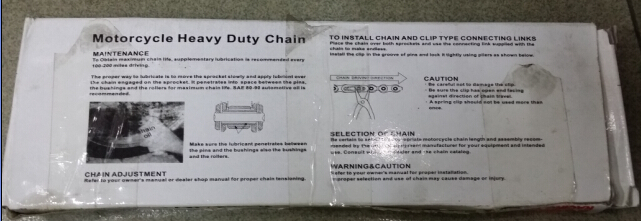 Motorcycle Heavy Duty Chain
MAINTENANCE
To Obtain maximum chain life, supplementary lubrication is recommended every
100-200 miles driving.
The proper way to lubricate is to move the sprocket slowly and apply lubricant over
the chain engaged on the sprocket. It penetrates into space between the pins,
the bushings and the rollers for maximum chain life. SAE 80-90 automotive oil is
recommended.
OIL
Make sure the lubricant penetrates between
the pins and the bushings also the bushings
and the rollers.
CHAIN ADJUSTMENT
Refer to your owner's manual or dealer shop manual for proper chain tensioning.
TO INSTALL CHAIN AND CLIP TYPE CONNECTING LINKS
Place the chain over both sprockets and use the connecting link supplied with the
chain to make endless.
Install the clip in the groove of pins and lock it tightly using pliers as shown below.
CHAIN DIRECTION
CAUTION
- Be careful not to damage the clip.
- Be sure the clip has open end facing
against direction of chain travel.
- A spring clip should not be used more than
once.
SELECTION OF CHAIN
Be certain to select appropriate motorcycle chain length and assembly recom-
mended by the manufacturer for your equipment and intended
use. Consult dealer and chain catalog.
WARNING&CAUTION
Refer to your owner's manual for proper installation.
proper selection and use of chain may cause damage or injury.